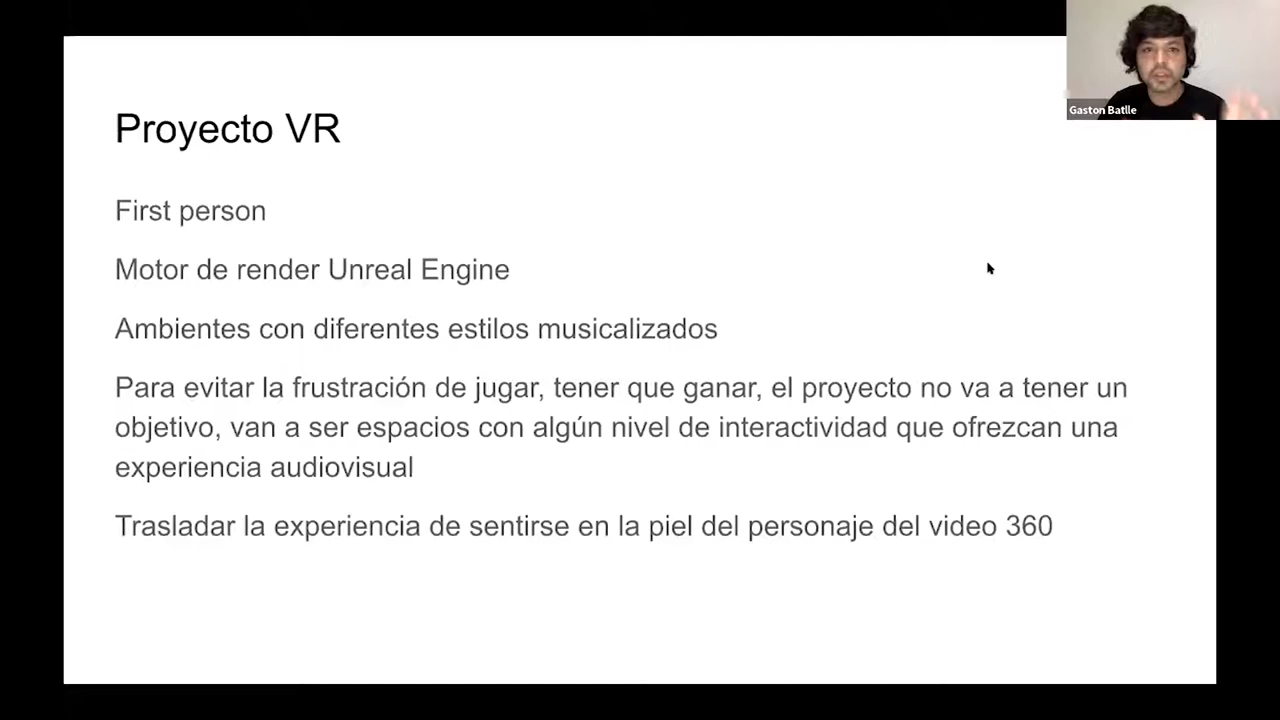 Proyecto VR
Gaston Batlle
First person
Motor de render Unreal Engine
Ambientes con diferentes estilos musicalizados
Para evitar la frustración de jugar, tener que ganar, el proyecto no va a tener un
objetivo, van a ser espacios con algún nivel de interactividad que ofrezcan una
experiencia audiovisual
Trasladar la experiencia de sentirse en la piel del personaje del video 360